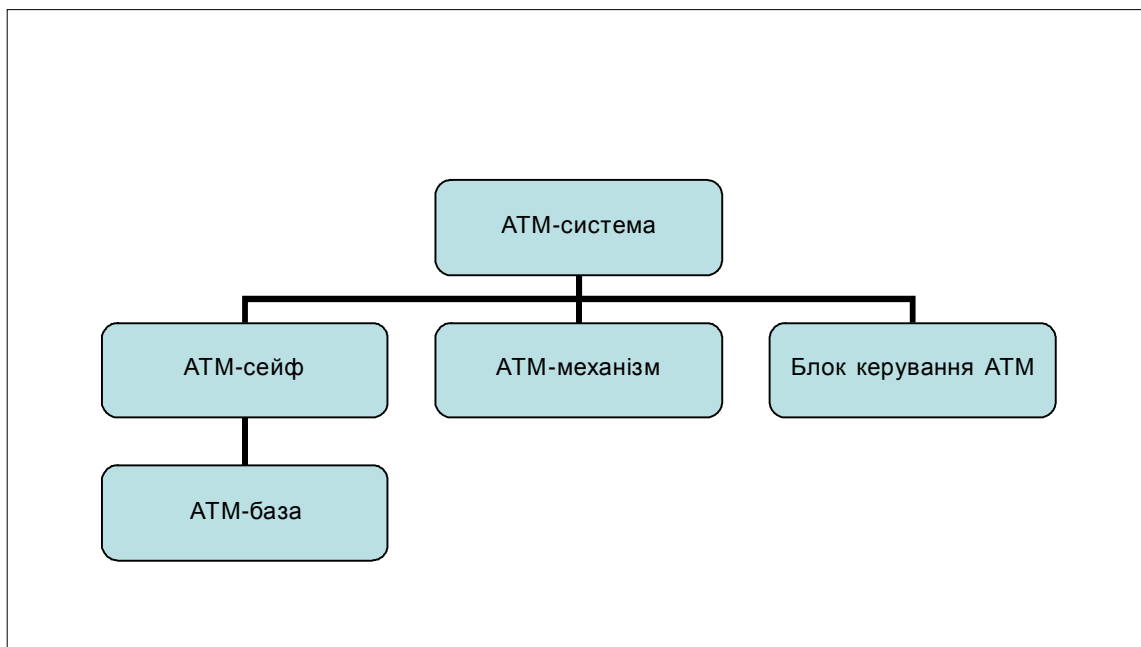 АТМ-система
АТМ-сейф
АТМ-механізм
Блок керування АТМ
АТМ-база